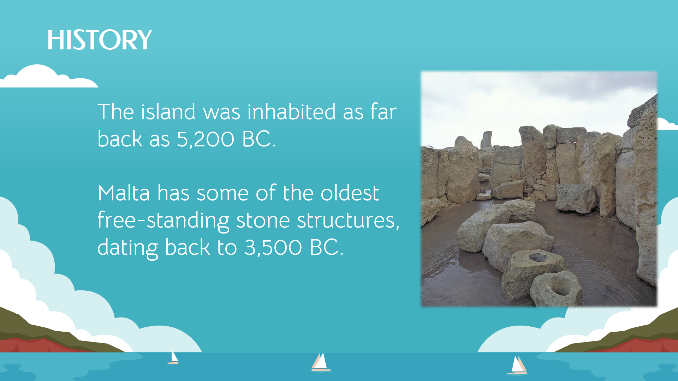 HISTORY
The island was inhabited as far
back as 5,200 BC.
Malta has some of the oldest
free-standing stone structures,
dating back to 3,500 BC.